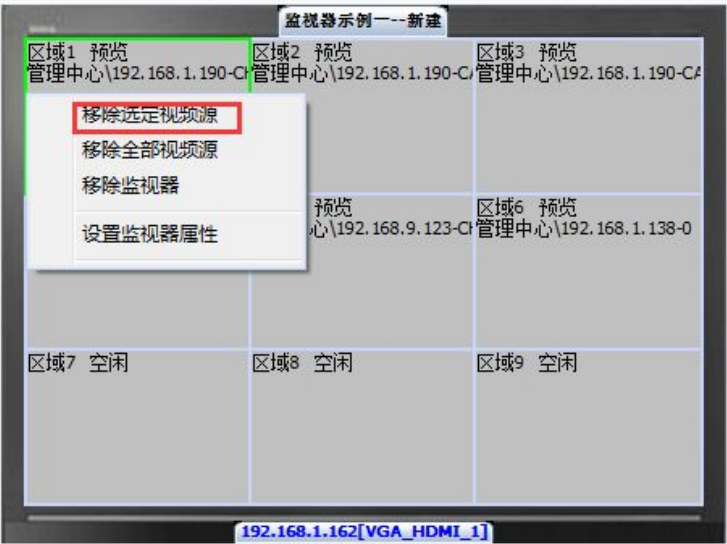 监视器示例一--新建
区域1 预览
管理中心\192.168.1.190-CH
区域2 预览
管理中心\192.168.1.190-CA
区域3 预览
管理中心\192.168.1.190-CA
移除选定视频源
移除全部视频源
移除监视器
设置监视器属性
预览
心\192.168.9.123-CH
区域6 预览
管理中心\192.168.1.138-0
区域7 空闲
区域8 空闲
区域9 空闲
192.168.1.162[VGA_HDMI_1]